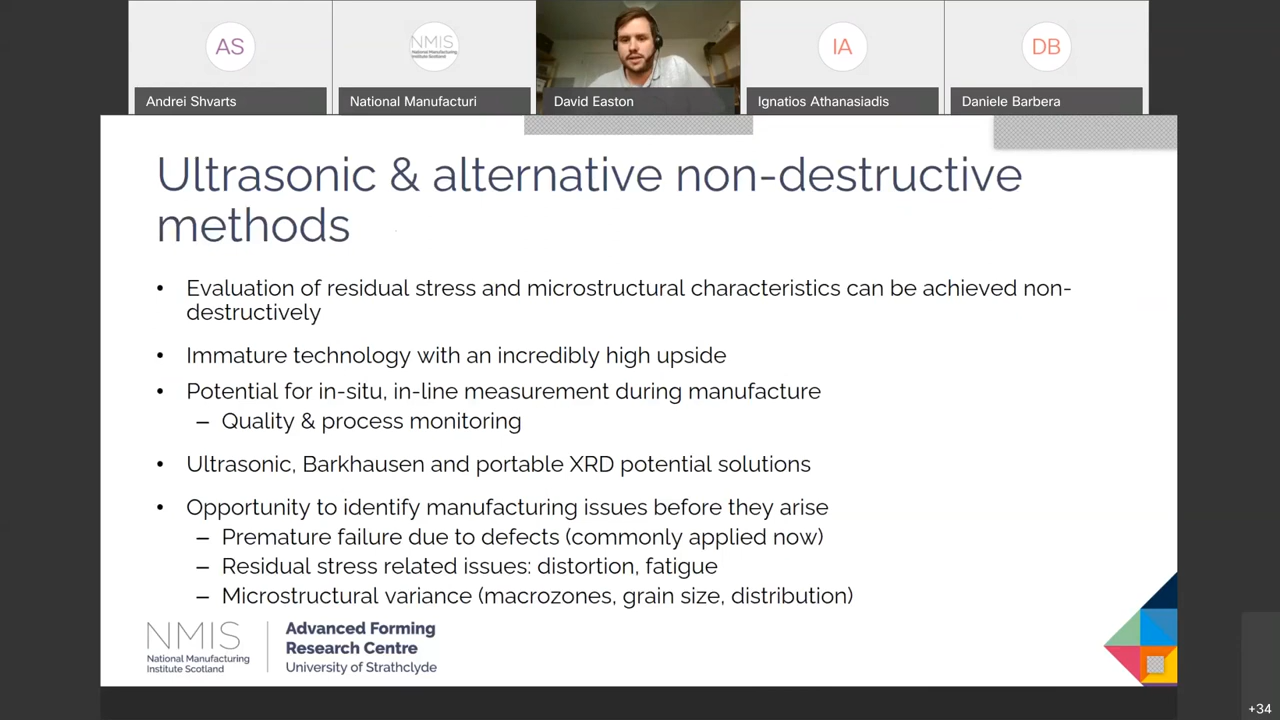 AS
NMIS
National Manufacturing
Institute Scotland
IA
DB
Andrei Shvarts
National Manufacturi
David Easton
Ignatios Athanasiadis
Daniele Barbera
Ultrasonic & alternative non-destructive
methods
• Evaluation of residual stress and microstructural characteristics can be achieved non-
destructively
• Immature technology with an incredibly high upside
• Potential for in-situ, in-line measurement during manufacture
– Quality & process monitoring
• Ultrasonic, Barkhausen and portable XRD potential solutions
• Opportunity to identify manufacturing issues before they arise
– Premature failure due to defects (commonly applied now)
– Residual stress related issues: distortion, fatigue
– Microstructural variance (macrozones, grain size, distribution)
NMIS
National Manufacturing
Institute Scotland
Advanced Forming
Research Centre
University of Strathclyde
+34